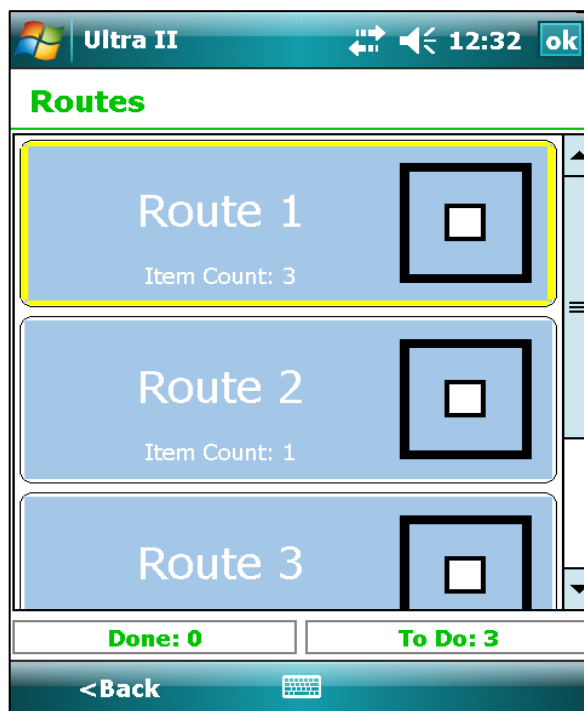 Ultra II 12:32 ok
Routes
Route 1
Item Count: 3
Route 2
Item Count: 1
Route 3
Done: 0 To Do: 3
<Back